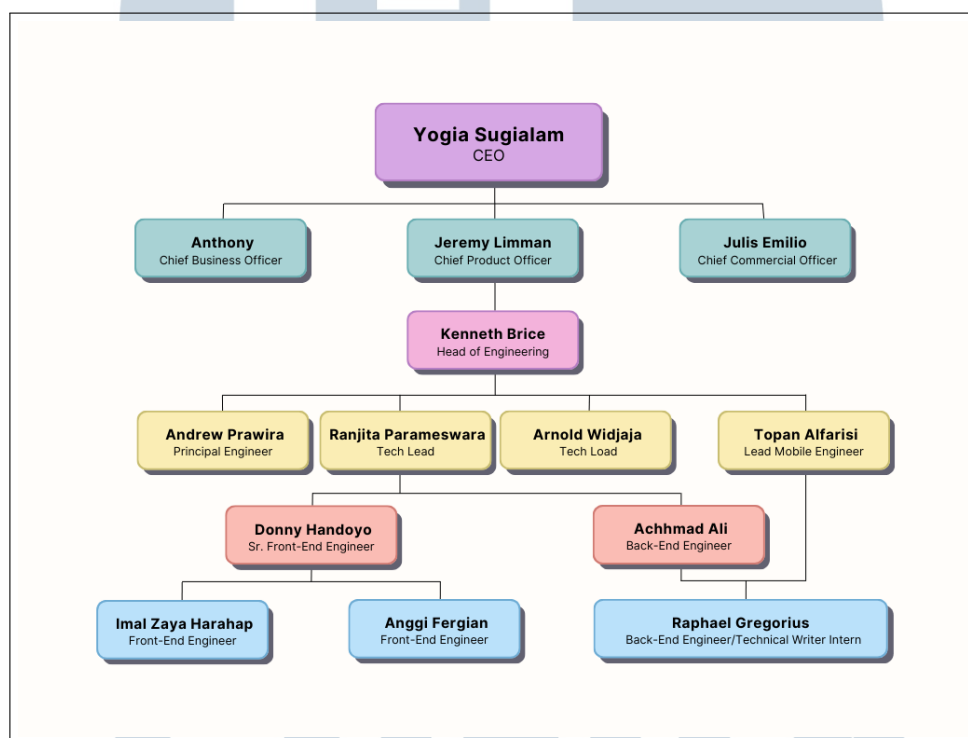 Yogia Sugialam
CEO
Anthony
Chief Business Officer
Jeremy Limman
Chief Product Officer
Julis Emilio
Chief Commercial Officer
Kenneth Brice
Head of Engineering
Andrew Prawira
Principal Engineer
Ranjita Parameswara
Tech Lead
Arnold Widjaja
Tech Load
Topan Alfarisi
Lead Mobile Engineer
Donny Handoyo
Sr. Front-End Engineer
Achhmad Ali
Back-End Engineer
Imal Zaya Harahap
Front-End Engineer
Anggi Fergian
Front-End Engineer
Raphael Gregorius
Back-End Engineer/Technical Writer Intern